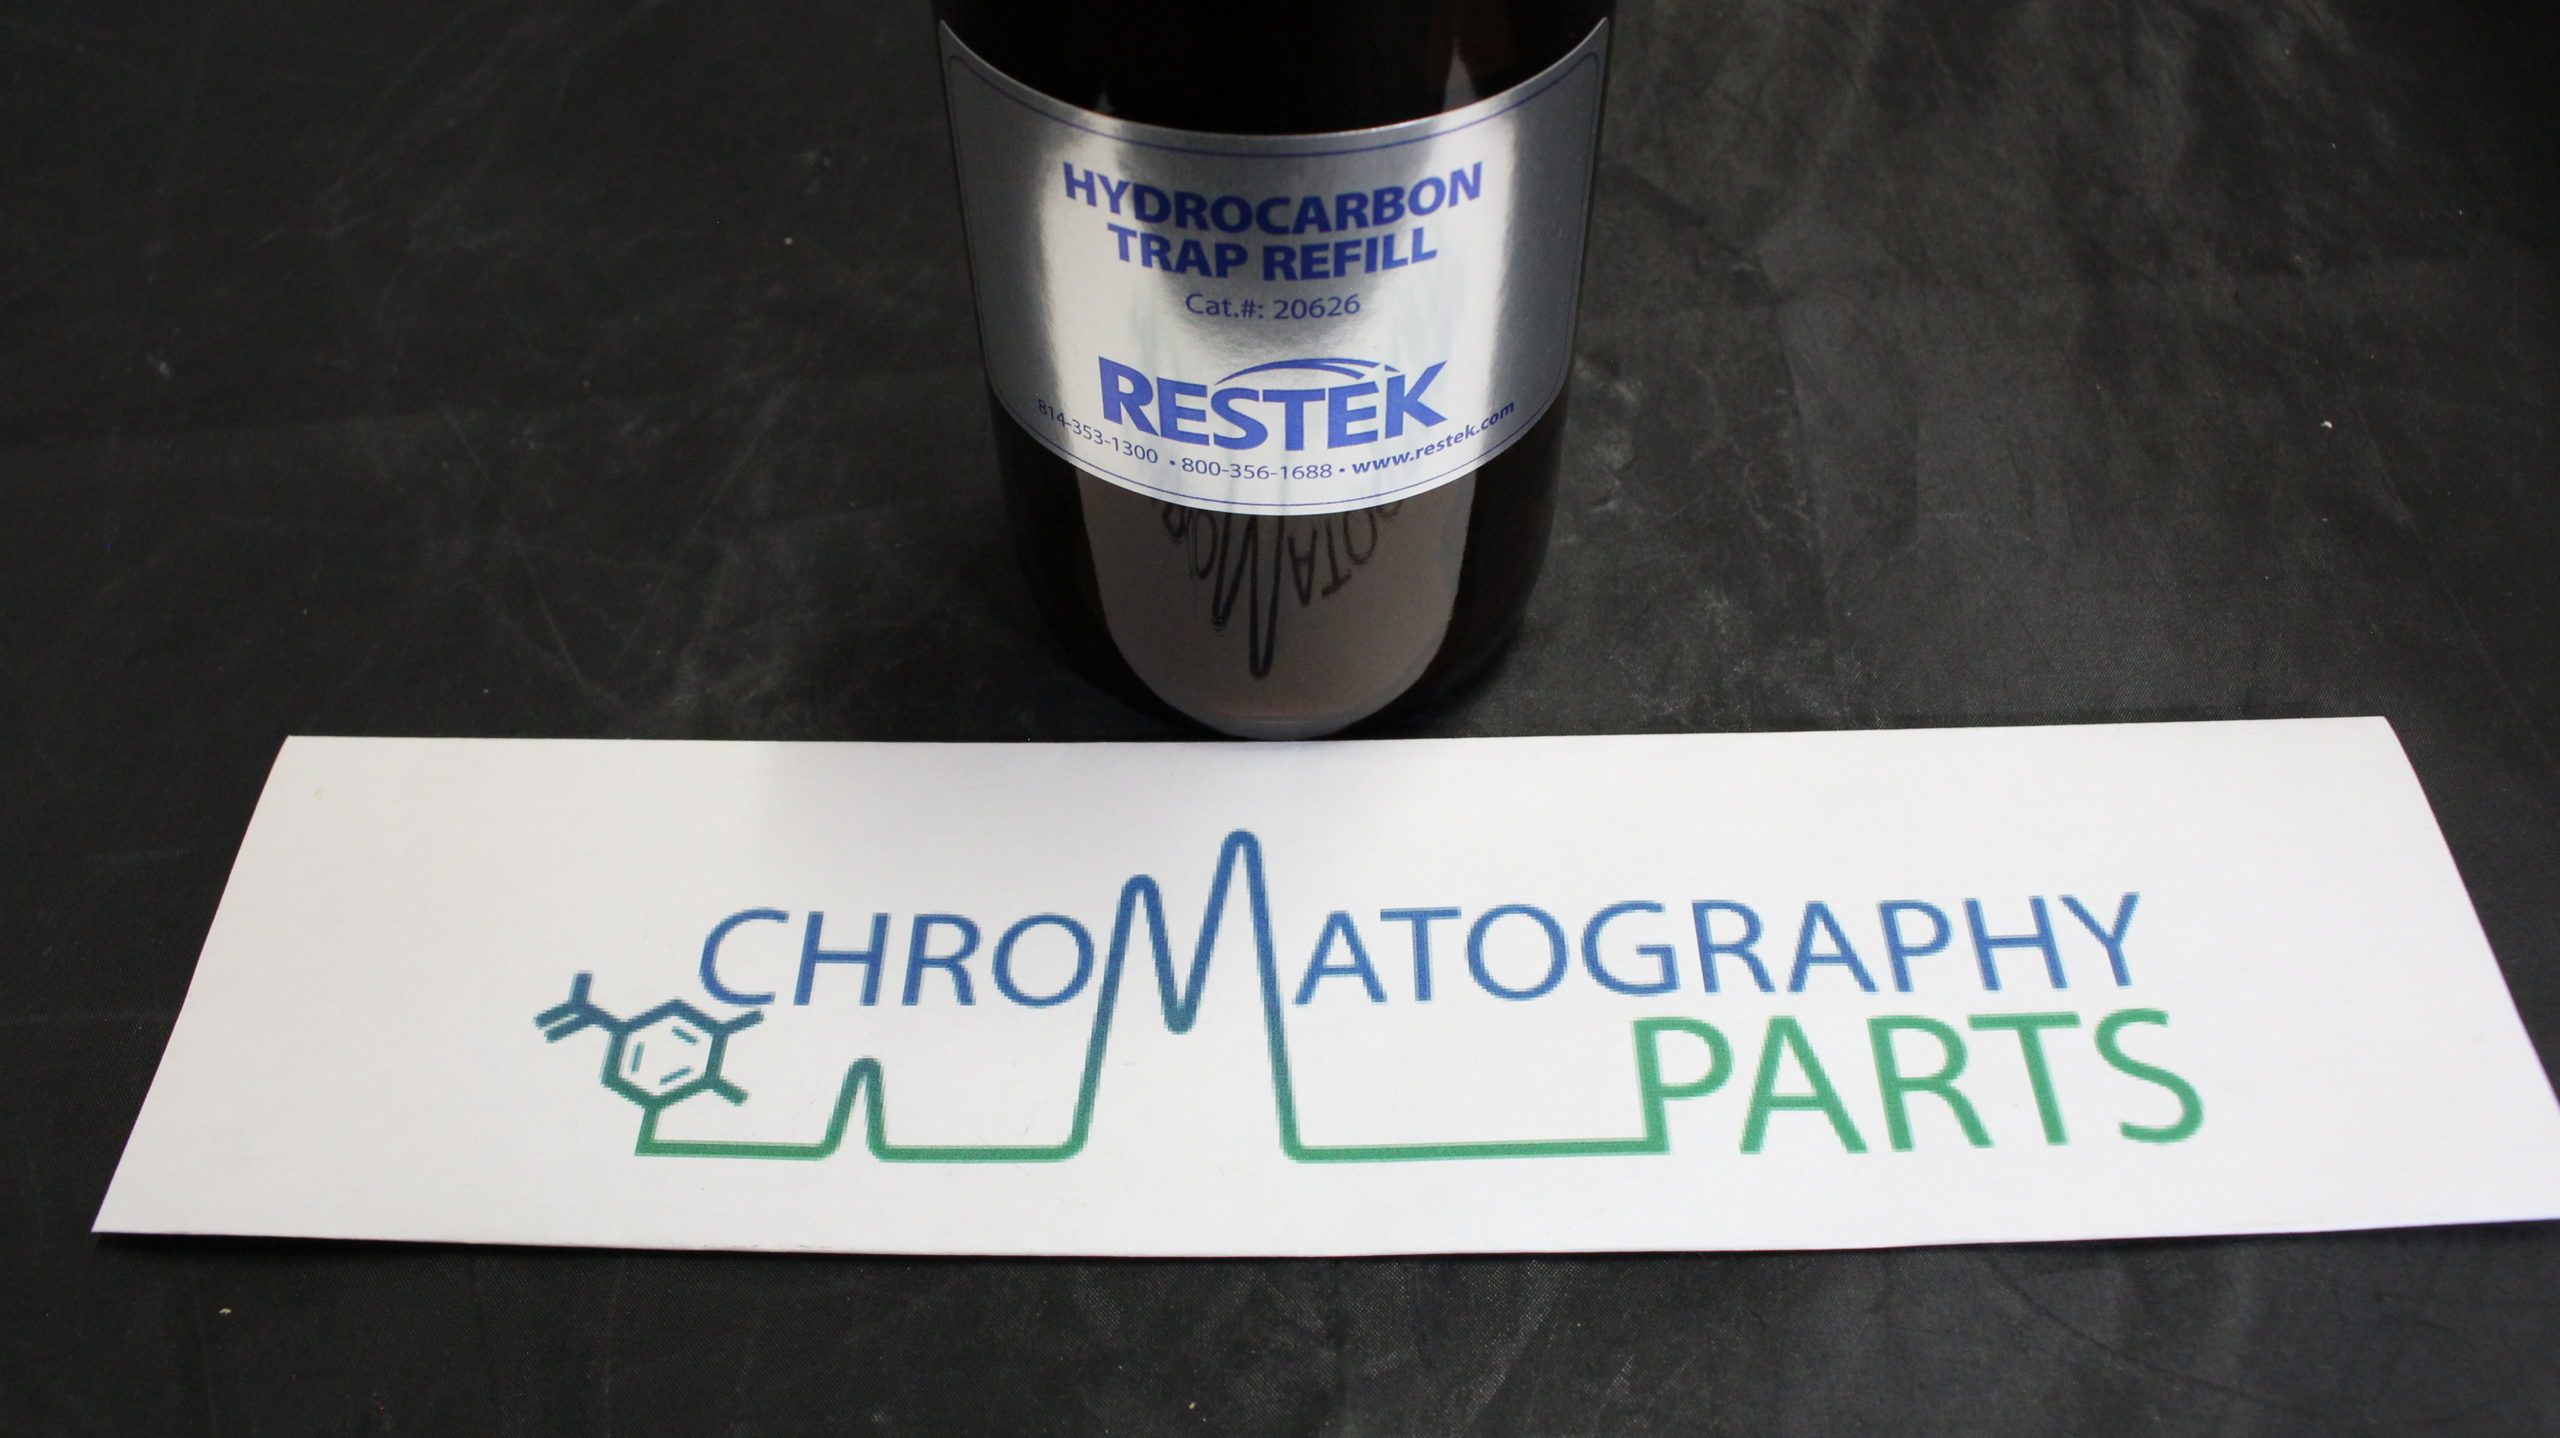 HYDROCARBON
TRAP REFILL
Cat.#: 20626
RESTEK
814-353-1300 • 800-356-1688 • www.restek.com
CHROMATOGRAPHY
PARTS